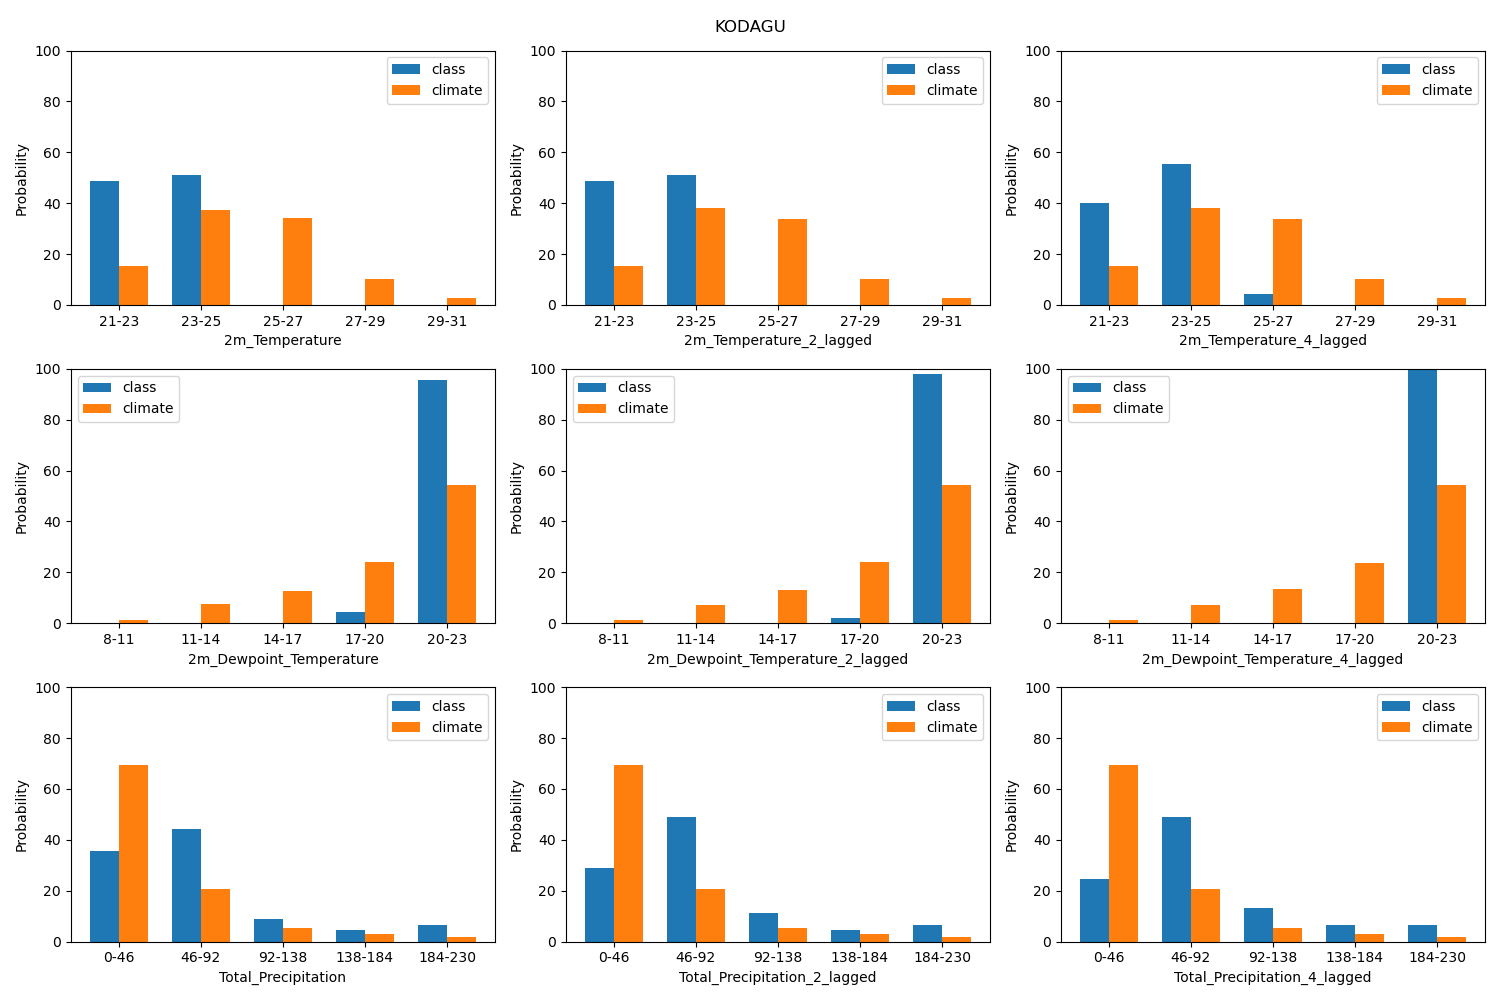 KODAGU
100
80
60
40
20
0
Probability
class
climate
21-23 23-25 25-27 27-29 29-31
2m_Temperature
100
80
60
40
20
0
Probability
class
climate
21-23 23-25 25-27 27-29 29-31
2m_Temperature_2_lagged
100
80
60
40
20
0
Probability
class
climate
21-23 23-25 25-27 27-29 29-31
2m_Temperature_4_lagged
100
80
60
40
20
0
Probability
class
climate
8-11 11-14 14-17 17-20 20-23
2m_Dewpoint_Temperature
100
80
60
40
20
0
Probability
class
climate
8-11 11-14 14-17 17-20 20-23
2m_Dewpoint_Temperature_2_lagged
100
80
60
40
20
0
Probability
class
climate
8-11 11-14 14-17 17-20 20-23
2m_Dewpoint_Temperature_4_lagged
100
80
60
40
20
0
Probability
class
climate
0-46 46-92 92-138 138-184 184-230
Total_Precipitation
100
80
60
40
20
0
Probability
class
climate
0-46 46-92 92-138 138-184 184-230
Total_Precipitation_2_lagged
100
80
60
40
20
0
Probability
class
climate
0-46 46-92 92-138 138-184 184-230
Total_Precipitation_4_lagged